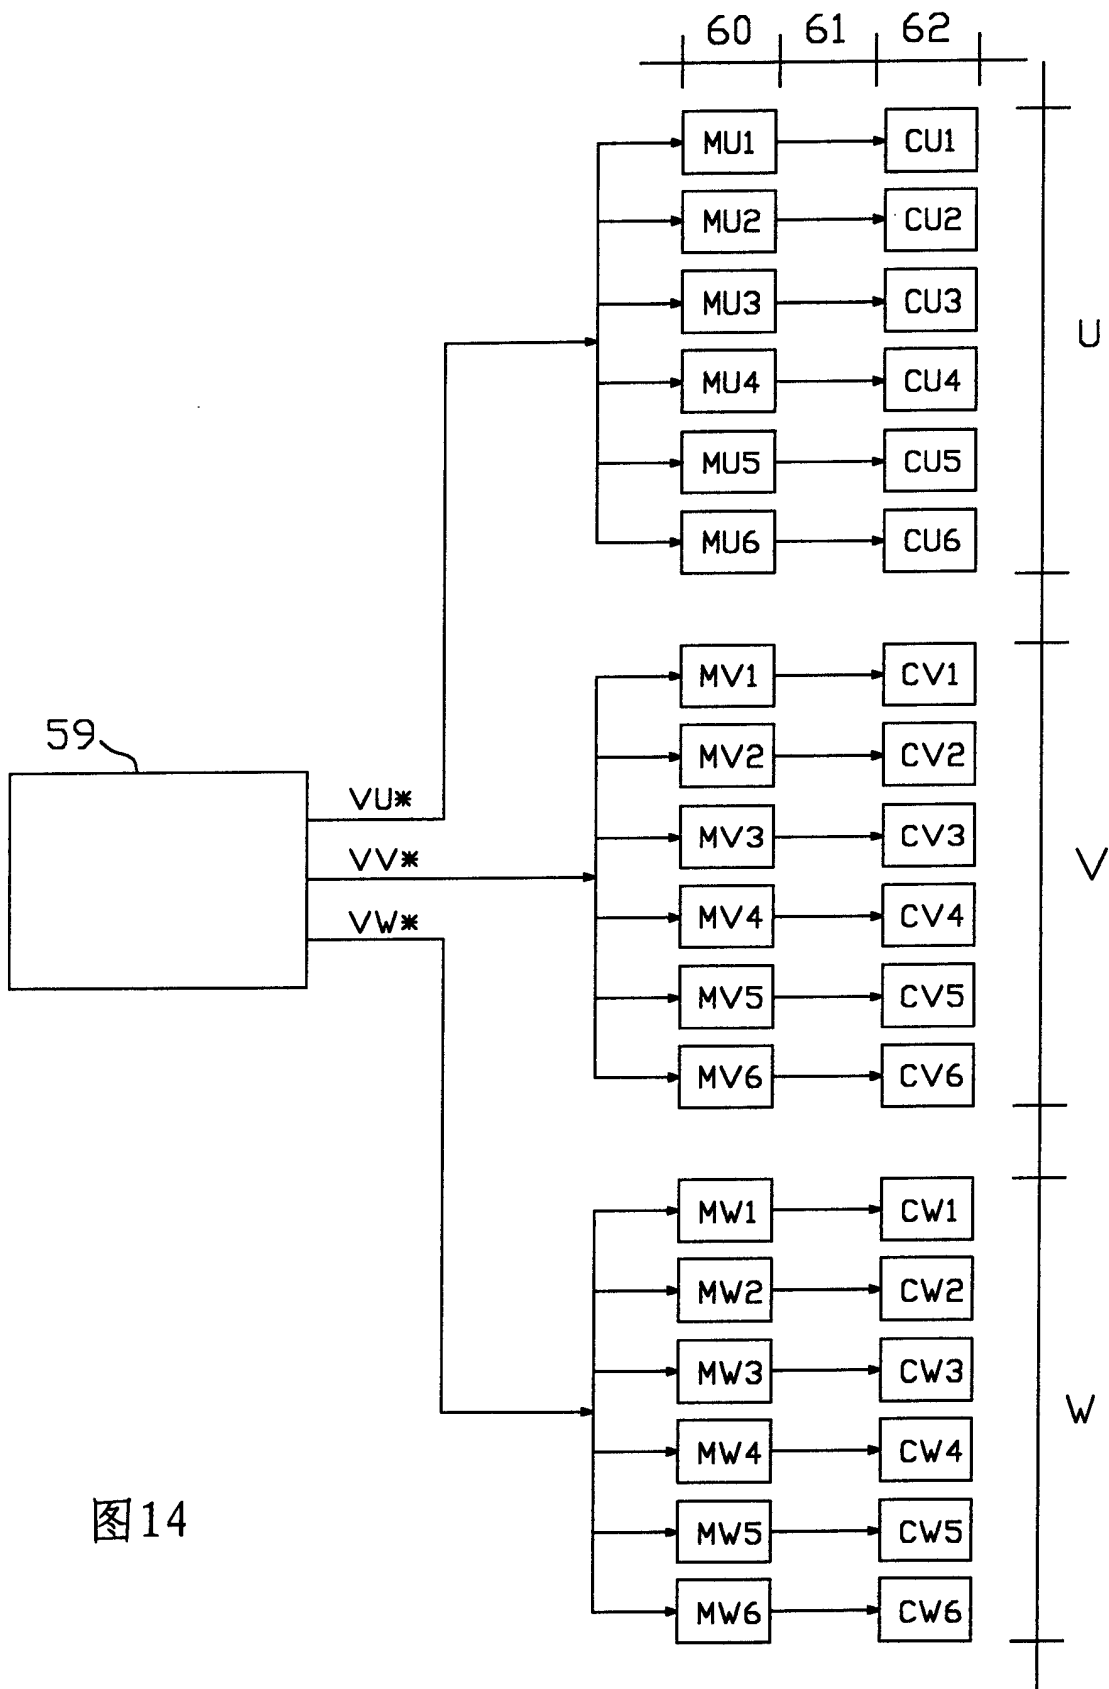 60 61 62
MU1 CU1
MU2 CU2
MU3 CU3
U
MU4 CU4
MU5 CU5
MU6 CU6
MV1 CV1
59
MV2 CV2
VU*
MV3 CV3
VV*
V
MV4 CV4
VW*
MV5 CV5
MV6 CV6
MW1 CW1
MW2 CW2
MW3 CW3
W
MW4 CW4
图14
MW5 CW5
MW6 CW6